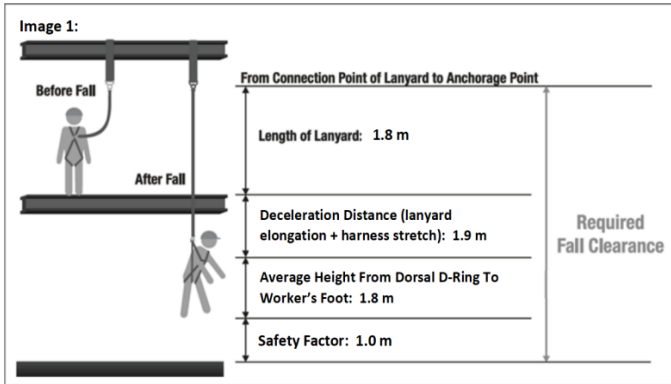 Image 1:
From Connection Point of Lanyard to Anchorage Point
Before Fall
Length of Lanyard: 1.8 m
After Fall
Deceleration Distance (lanyard
elongation + harness stretch): 1.9 m
Required
Fall Clearance
Average Height From Dorsal D-Ring To
Worker's Foot: 1.8 m
Safety Factor: 1.0 m